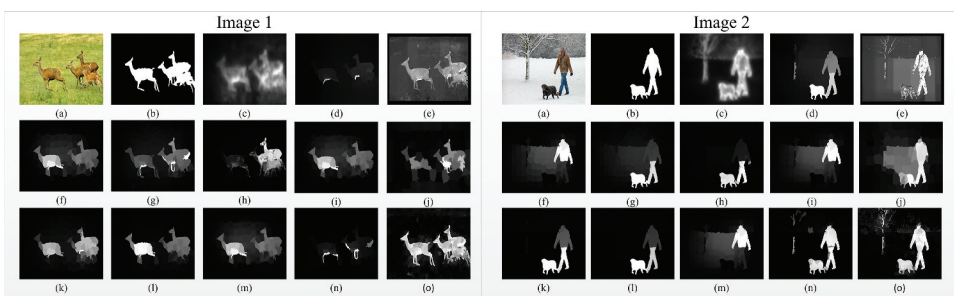 Image 1
(a) (b) (c) (d) (e)
(f) (g) (h) (i) (j)
(k) (l) (m) (n) (o)
Image 2
(a) (b) (c) (d) (e)
(f) (g) (h) (i) (j)
(k) (l) (m) (n) (o)